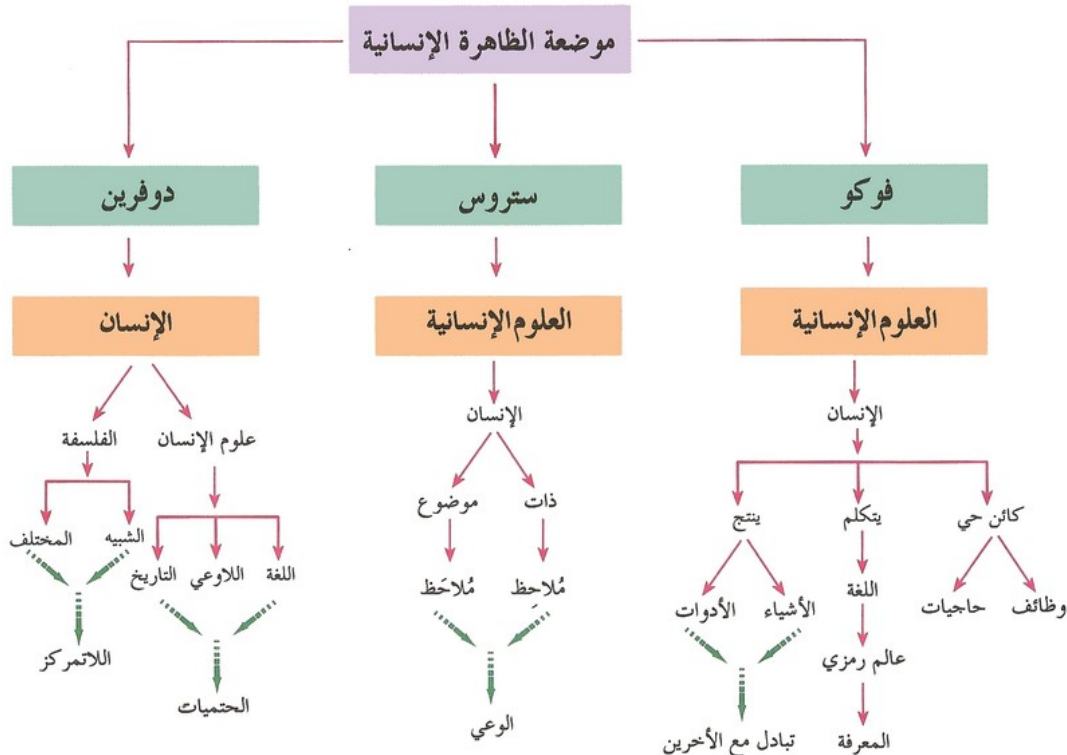 موضعة الظاهرة الإنسانية
فوكو
ستروس
دوفرين
العلوم الإنسانية
العلوم الإنسانية
الإنسان
الإنسان
كائن حي
يتكلم
ينتج
وظائف
حاجيات
اللغة
عالم رمزي
المعرفة
الأشياء
الأدوات
تبادل مع الأخرين
الإنسان
ذات
موضوع
مُلاحظ
مُلاحَظ
الوعي
علوم الإنسان
الفلسفة
اللغة
اللاوعي
التاريخ
الحتميات
الشبيه
المختلف
اللاتمركز